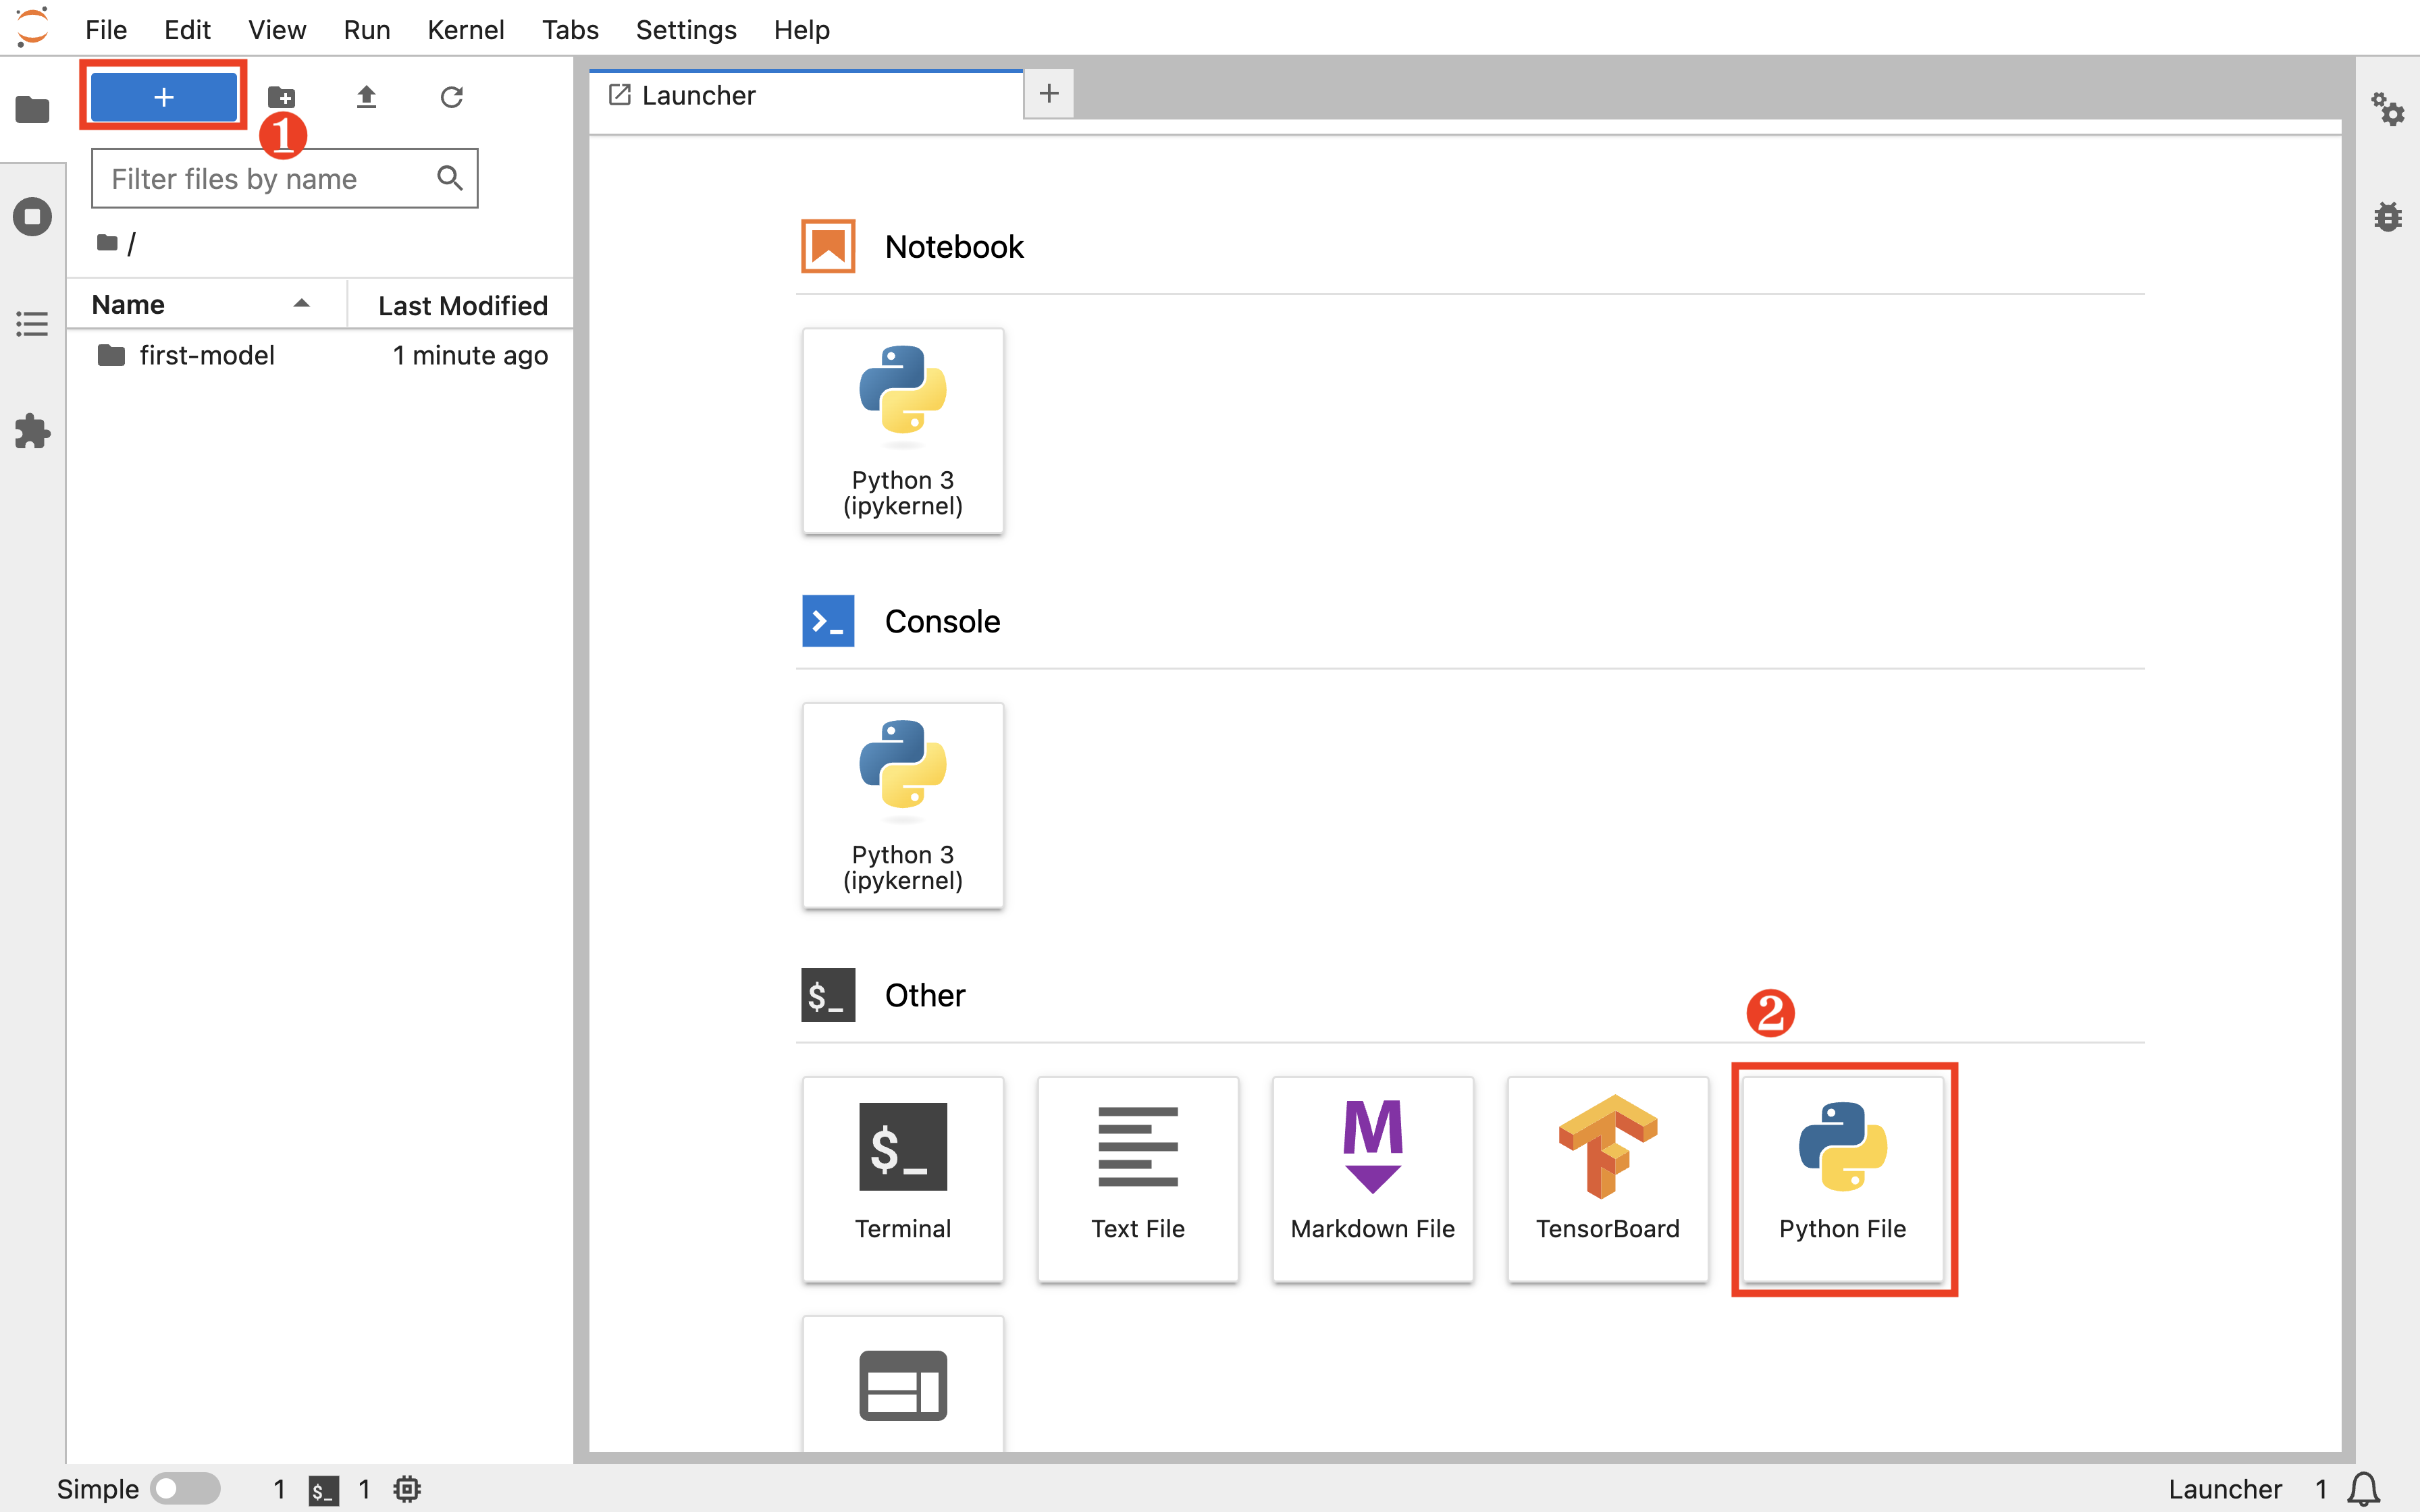 File Edit View Run Kernel Tabs Settings Help
+
1
Launcher +
Filter files by name
/
Name Last Modified
first-model 1 minute ago
Notebook
Python 3
(ipykernel)
>_ Console
Python 3
(ipykernel)
$_ Other
2
$_
Terminal
Text File
M
Markdown File
TensorBoard
Python File
Simple 1 $_ 1 Launcher 1